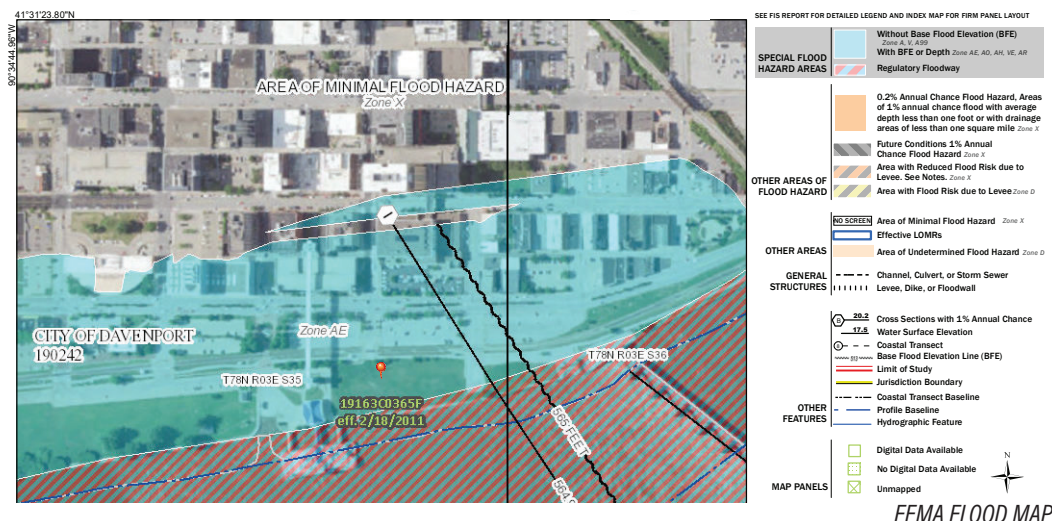 41°31'23.80"N
90°34'44.96"W
AREA OF MINIMAL FLOOD HAZARD
Zone X
CITY OF DAVENPORT
190242
Zone AE
T78N R03E S35
T78N R03E S36
19163C0365F
eff. 2/18/2011
565 FEET
SEE FIS REPORT FOR DETAILED LEGEND AND INDEX MAP FOR FIRM PANEL LAYOUT
SPECIAL FLOOD
HAZARD AREAS
Without Base Flood Elevation (BFE)
Zone A, V, A99
With BFE or Depth Zone AE, AO, AH, VE, AR
Regulatory Floodway
OTHER AREAS OF
FLOOD HAZARD
0.2% Annual Chance Flood Hazard, Areas
of 1% annual chance flood with average
depth less than one foot or with drainage
areas of less than one square mile Zone X
Future Conditions 1% Annual
Chance Flood Hazard Zone X
Area with Reduced Flood Risk due to
Levee. See Notes. Zone X
Area with Flood Risk due to Levee Zone D
OTHER AREAS
NO SCREEN Area of Minimal Flood Hazard Zone X
Effective LOMRs
Area of Undetermined Flood Hazard Zone D
GENERAL
STRUCTURES
Channel, Culvert, or Storm Sewer
Levee, Dike, or Floodwall
OTHER
FEATURES
B 20.2 Cross Sections with 1% Annual Chance
17.5 Water Surface Elevation
Coastal Transect
Base Flood Elevation Line (BFE)
Limit of Study
Jurisdiction Boundary
Coastal Transect Baseline
Profile Baseline
Hydrographic Feature
MAP PANELS
Digital Data Available
No Digital Data Available
Unmapped
N
FEMA FLOOD MAP